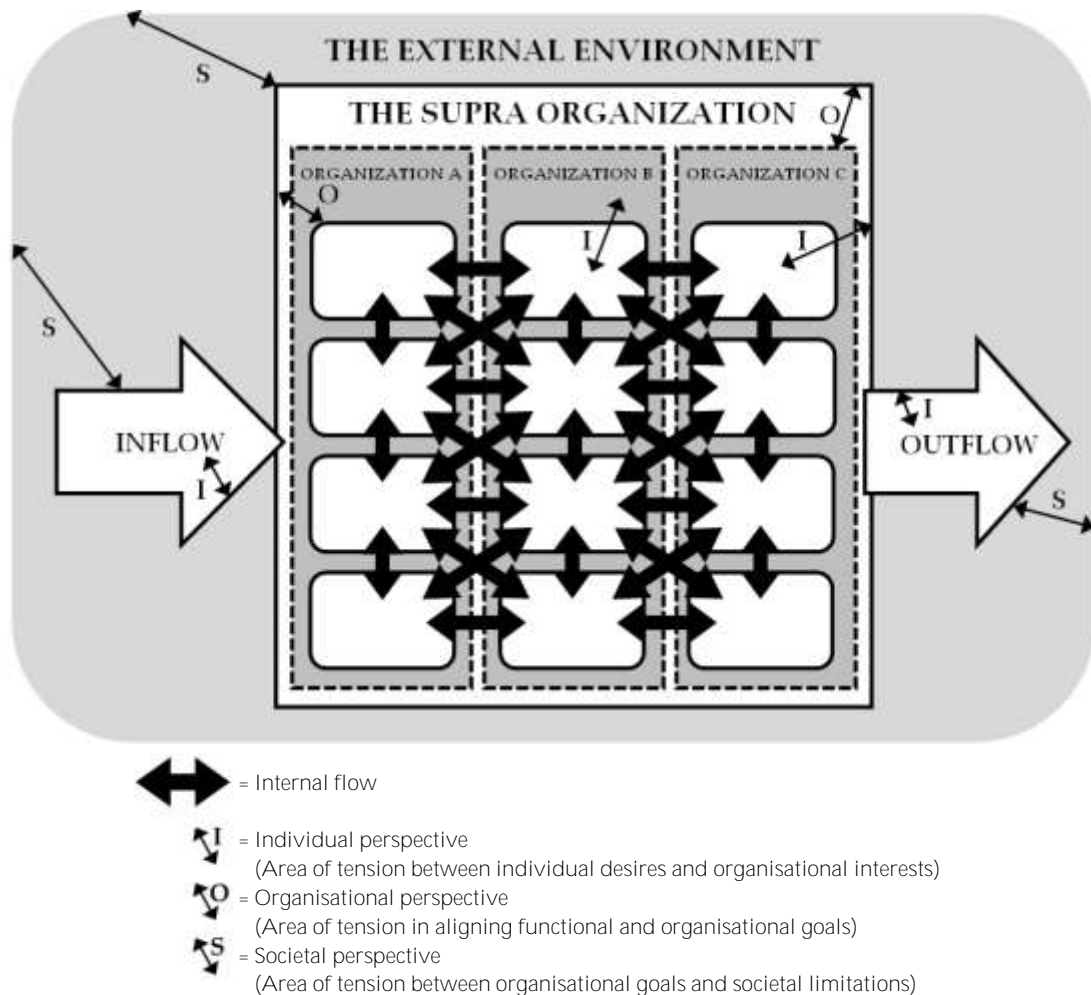 THE EXTERNAL ENVIRONMENT
S
THE SUPRA ORGANIZATION
O
ORGANIZATION A
ORGANIZATION B
ORGANIZATION C
O
I
I
S
INFLOW
I
I
OUTFLOW
S
= Internal flow
I = Individual perspective
(Area of tension between individual desires and organisational interests)
O = Organisational perspective
(Area of tension in aligning functional and organisational goals)
S = Societal perspective
(Area of tension between organisational goals and societal limitations)